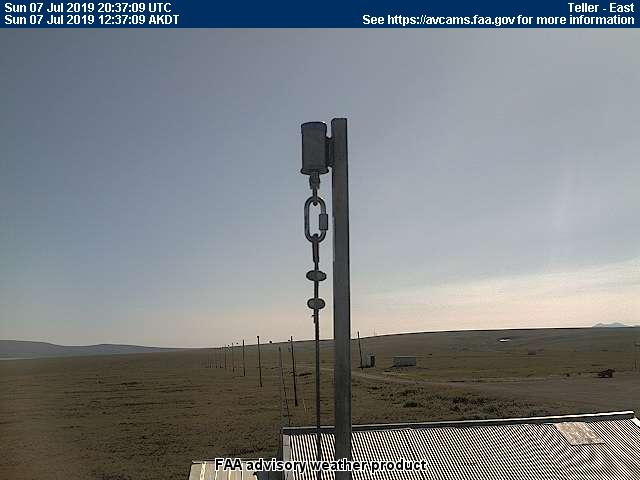 Sun 07 Jul 2019 20:37:09 UTC
Teller - East
Sun 07 Jul 2019 12:37:09 AKDT
See https://avcams.faa.gov for more information
FAA advisory weather product